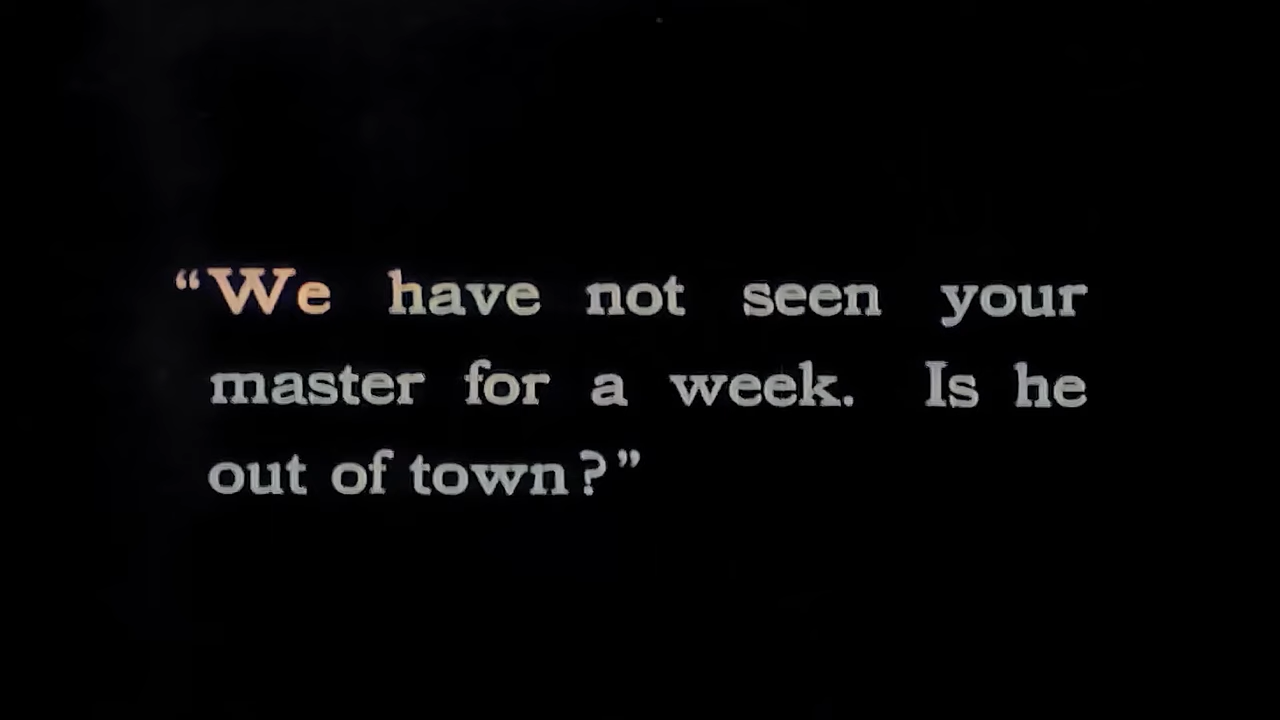 “We have not seen your
master for a week. Is he
out of town?”